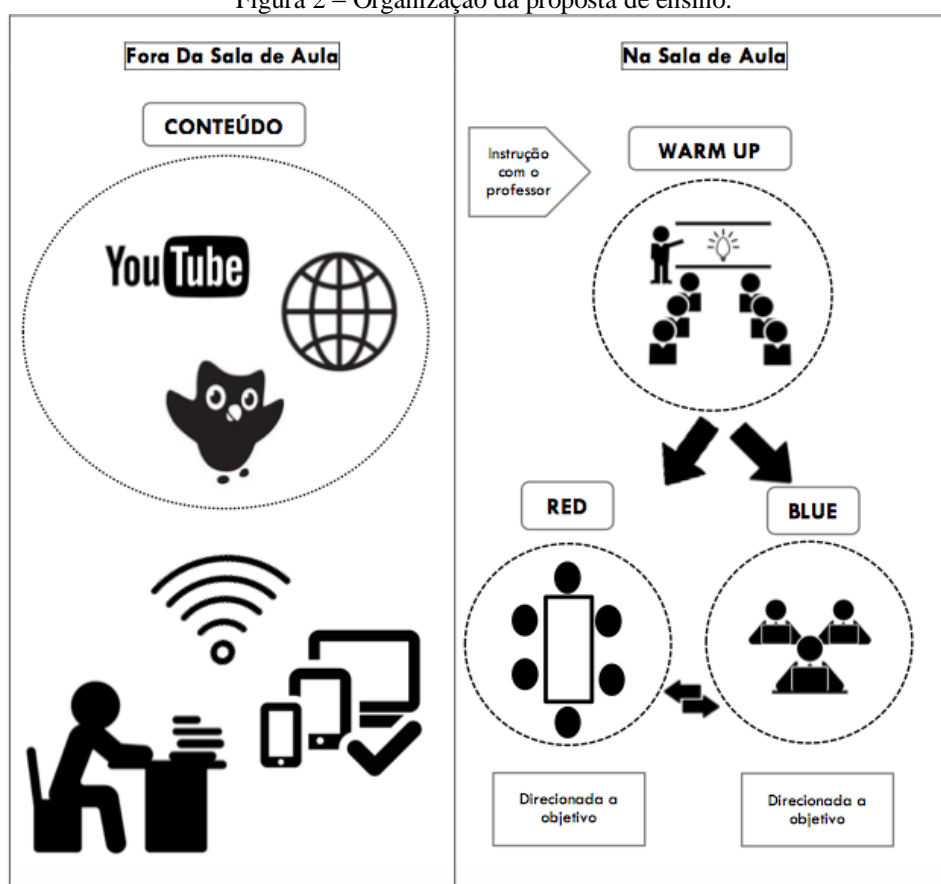 Figura 2 – Organização da proposta de ensino.
Fora Da Sala de Aula
CONTEÚDO
YouTube
Na Sala de Aula
Instrução
com o
professor
WARM UP
RED
BLUE
Direcionada a
objetivo
Direcionada a
objetivo